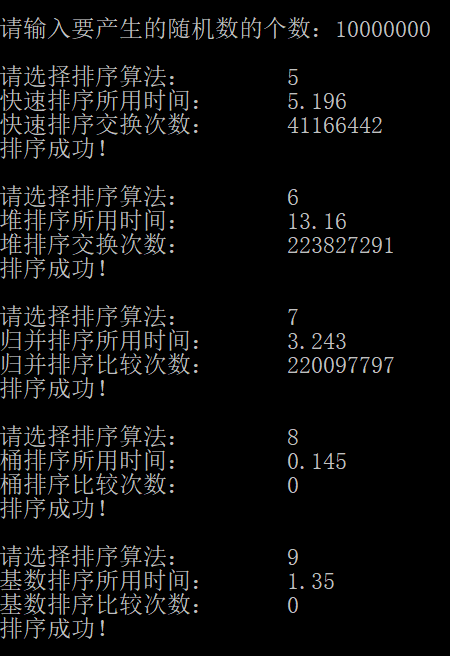 请输入要产生的随机数的个数：10000000
请选择排序算法： 5
快速排序所用时间： 5.196
快速排序交换次数： 41166442
排序成功！
请选择排序算法： 6
堆排序所用时间： 13.16
堆排序交换次数： 223827291
排序成功！
请选择排序算法： 7
归并排序所用时间： 3.243
归并排序比较次数： 220097797
排序成功！
请选择排序算法： 8
桶排序所用时间： 0.145
桶排序比较次数： 0
排序成功！
请选择排序算法： 9
基数排序所用时间： 1.35
基数排序比较次数： 0
排序成功！